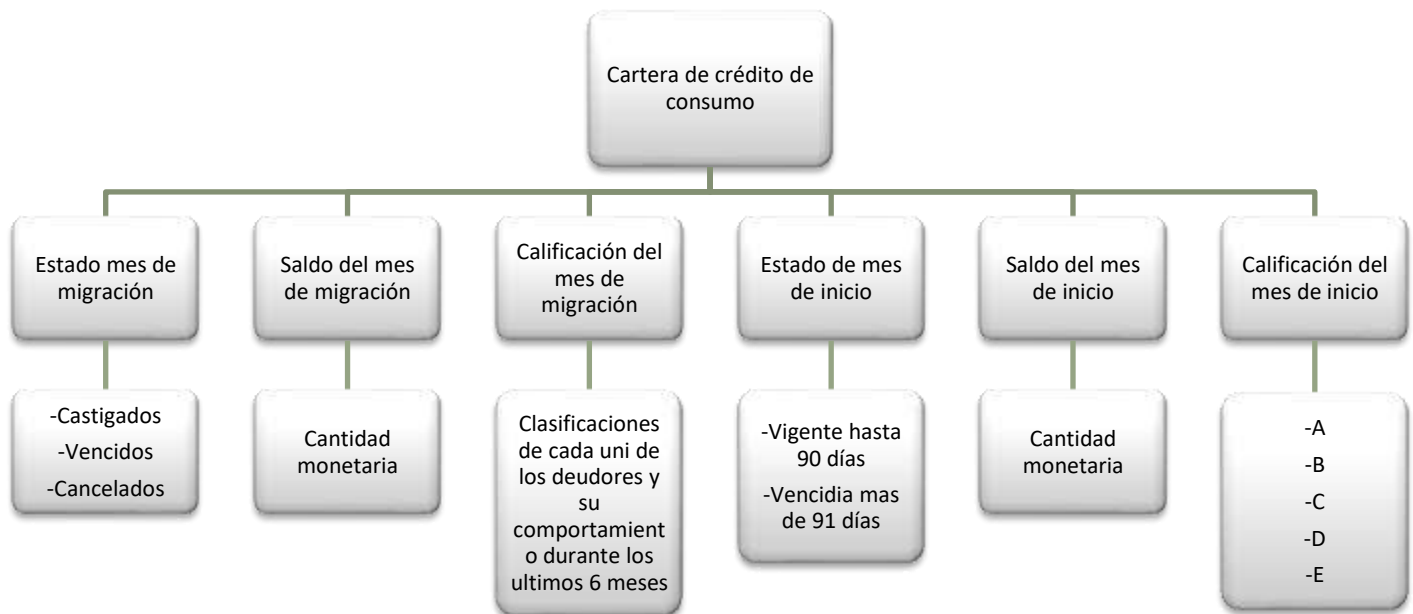 Cartera de crédito de
consumo
Estado mes de
migración
Saldo del mes
de migración
Calificación del
mes de
migración
Estado de mes
de inicio
Saldo del mes
de inicio
Calificación del
mes de inicio
-Castigados
-Vencidos
-Cancelados
Cantidad
monetaria
Clasificaciones
de cada uni de
los deudores y
su
comportamient
o durante los
ultimos 6 meses
-Vigente hasta
90 días
-Vencidia mas
de 91 días
Cantidad
monetaria
-A
-B
-C
-D
-E